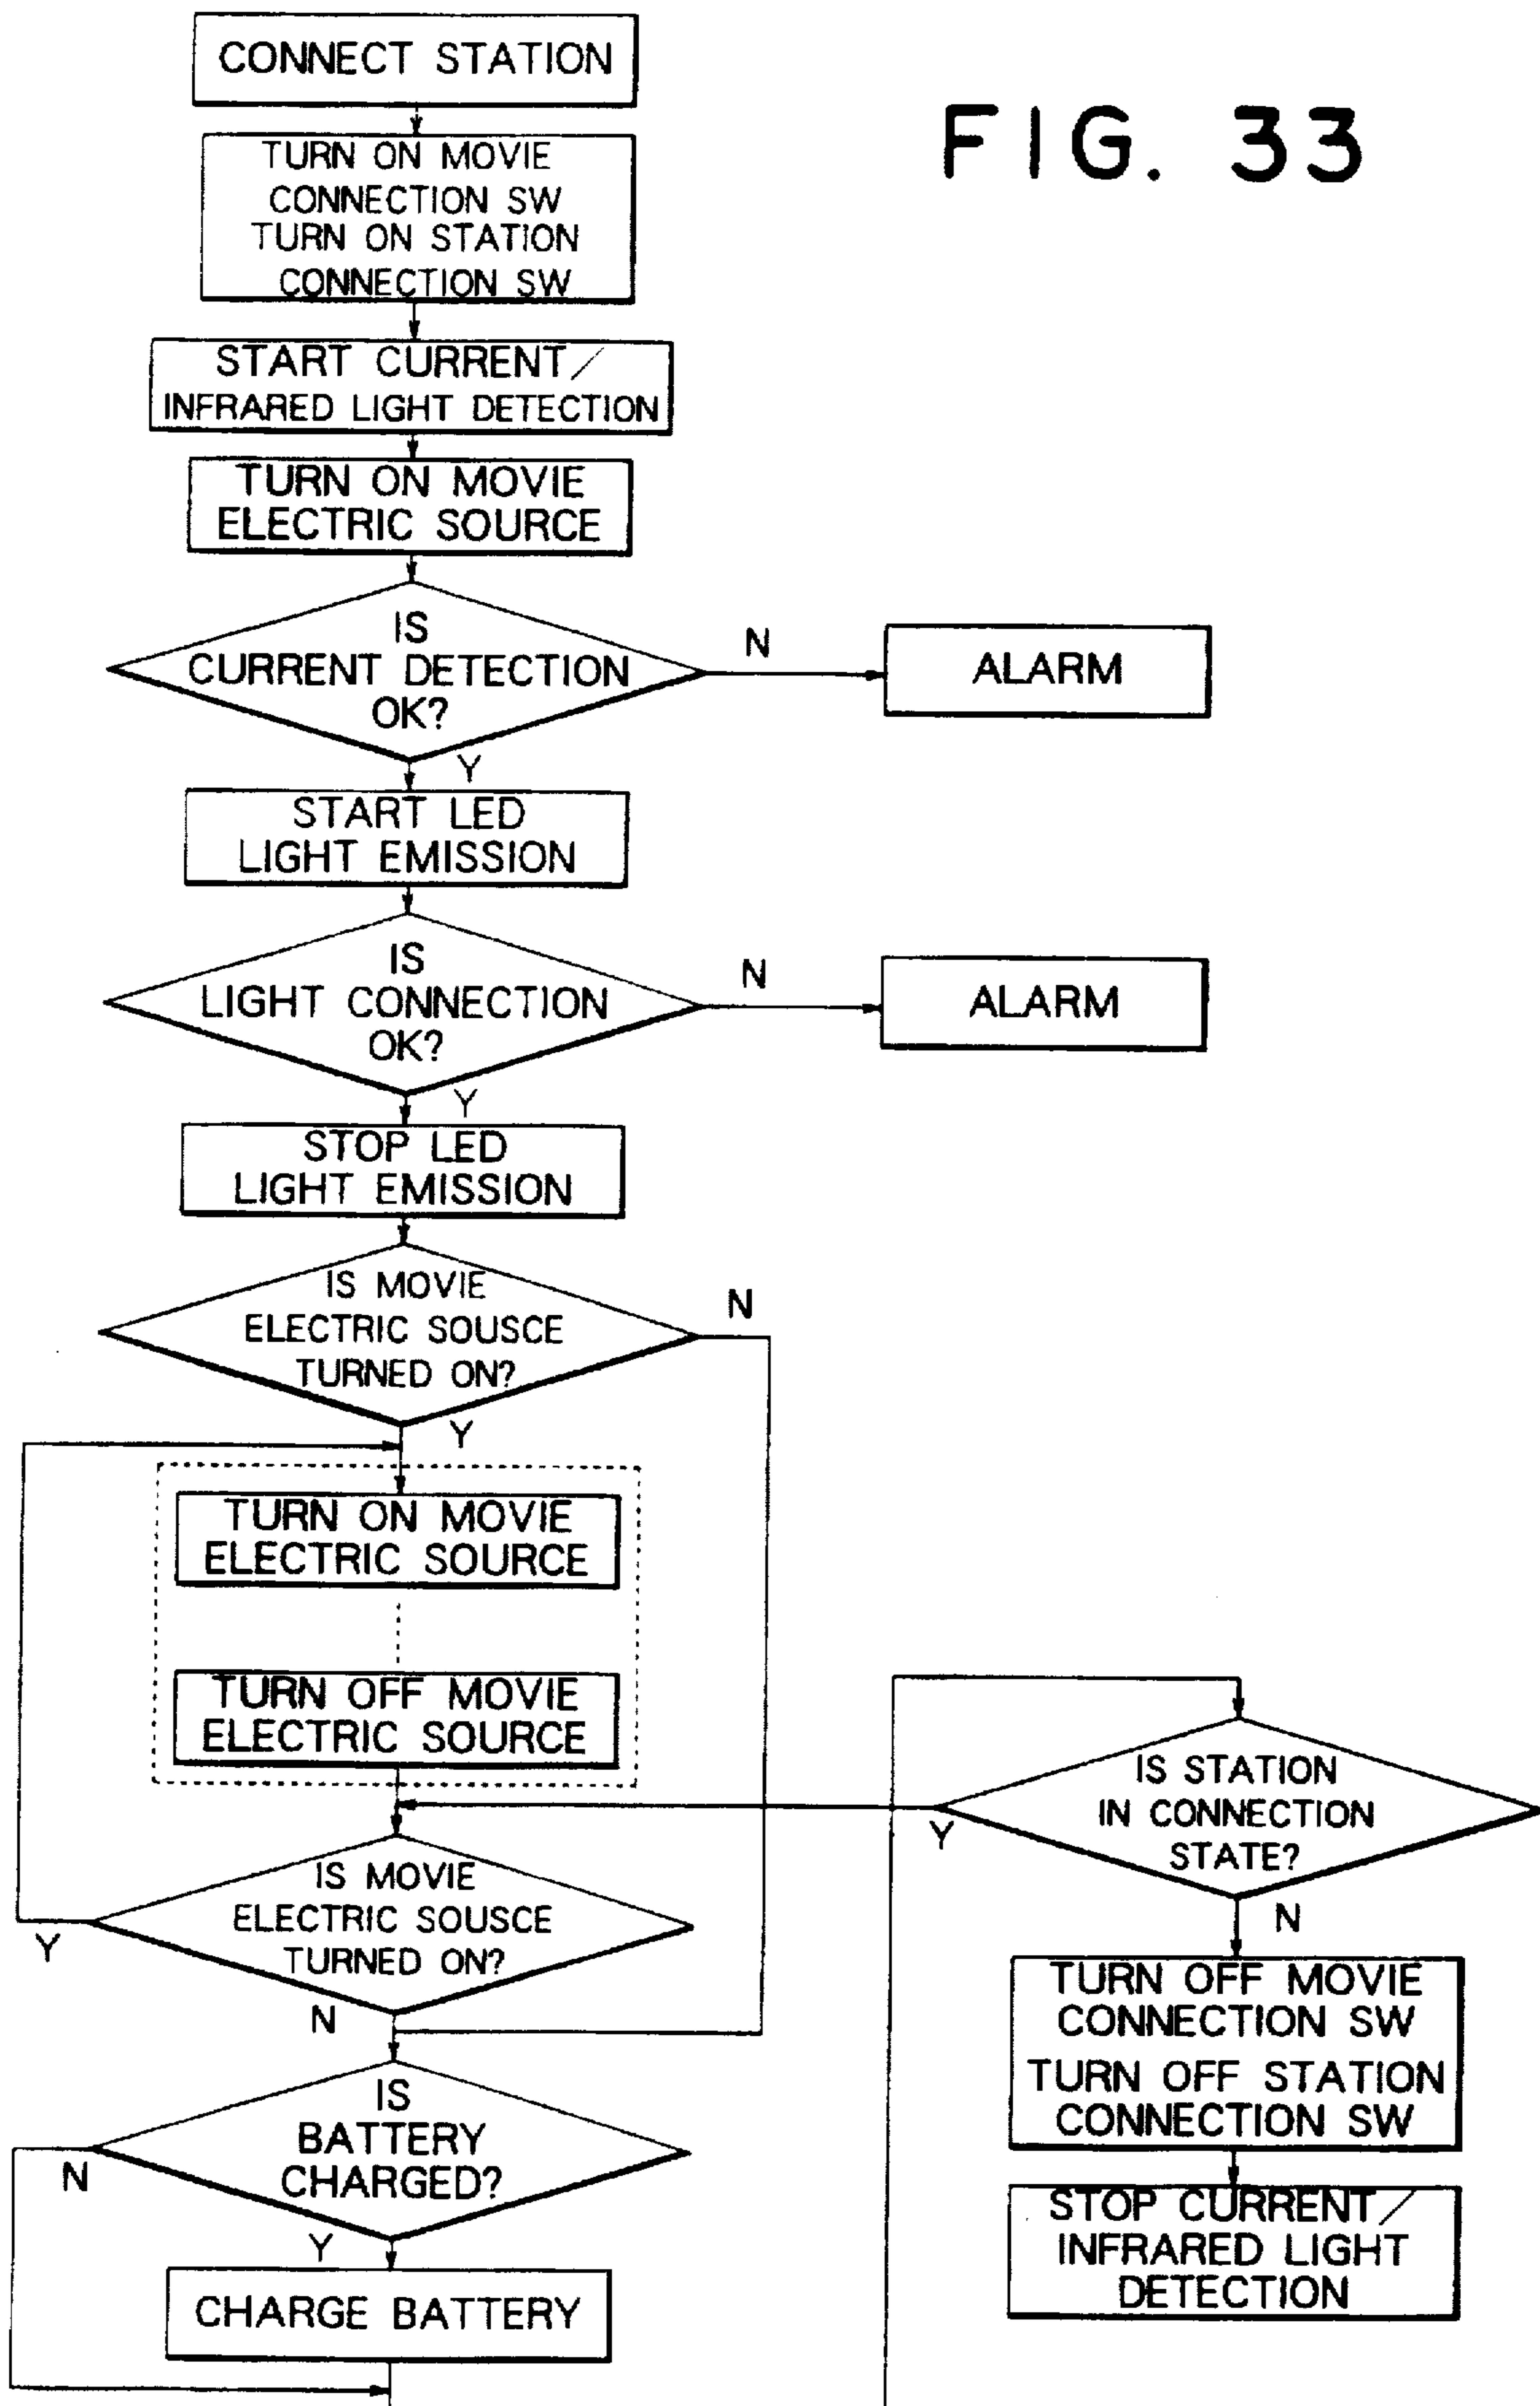 FIG. 33
CONNECT STATION
TURN ON MOVIE
CONNECTION SW
TURN ON STATION
CONNECTION SW
START CURRENT/
INFRARED LIGHT DETECTION
TURN ON MOVIE
ELECTRIC SOURCE
IS
CURRENT DETECTION
OK?
N
ALARM
Y
START LED
LIGHT EMISSION
IS
LIGHT CONNECTION
OK?
N
ALARM
Y
STOP LED
LIGHT EMISSION
IS MOVIE
ELECTRIC SOUSCE
TURNED ON?
N
Y
TURN ON MOVIE
ELECTRIC SOURCE
TURN OFF MOVIE
ELECTRIC SOURCE
IS MOVIE
ELECTRIC SOUSCE
TURNED ON?
Y
N
IS
BATTERY
CHARGED?
N
Y
CHARGE BATTERY
IS STATION
IN CONNECTION
STATE?
Y
N
TURN OFF MOVIE
CONNECTION SW
TURN OFF STATION
CONNECTION SW
STOP CURRENT/
INFRARED LIGHT
DETECTION